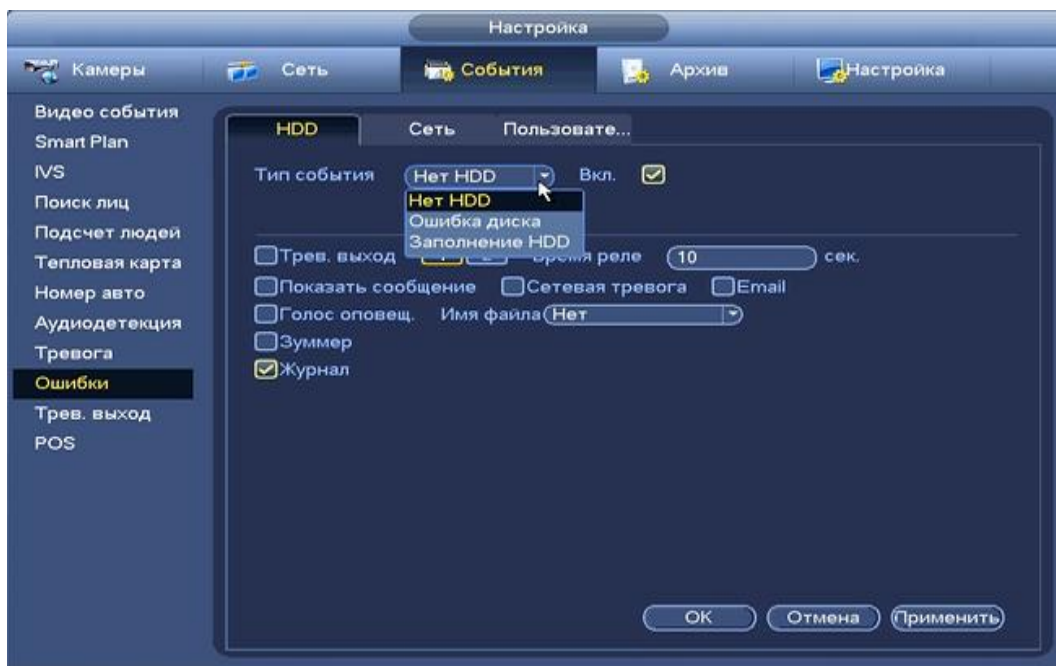 Настройка
Камеры Сеть События Архив Настройка
Видео события
Smart Plan
IVS
Поиск лиц
Подсчет людей
Тепловая карта
Номер авто
Аудиодетекция
Тревога
Ошибки
Трев. выход
POS
HDD Сеть Пользовате...
Тип события Нет HDD Вкл.
Нет HDD
Ошибка диска
Заполнение HDD
Трев. выход реле 10 сек.
Показать сообщение Сетевая тревога Email
Голос оповещ. Имя файла Нет
Зуммер
Журнал
OK Отмена Применить